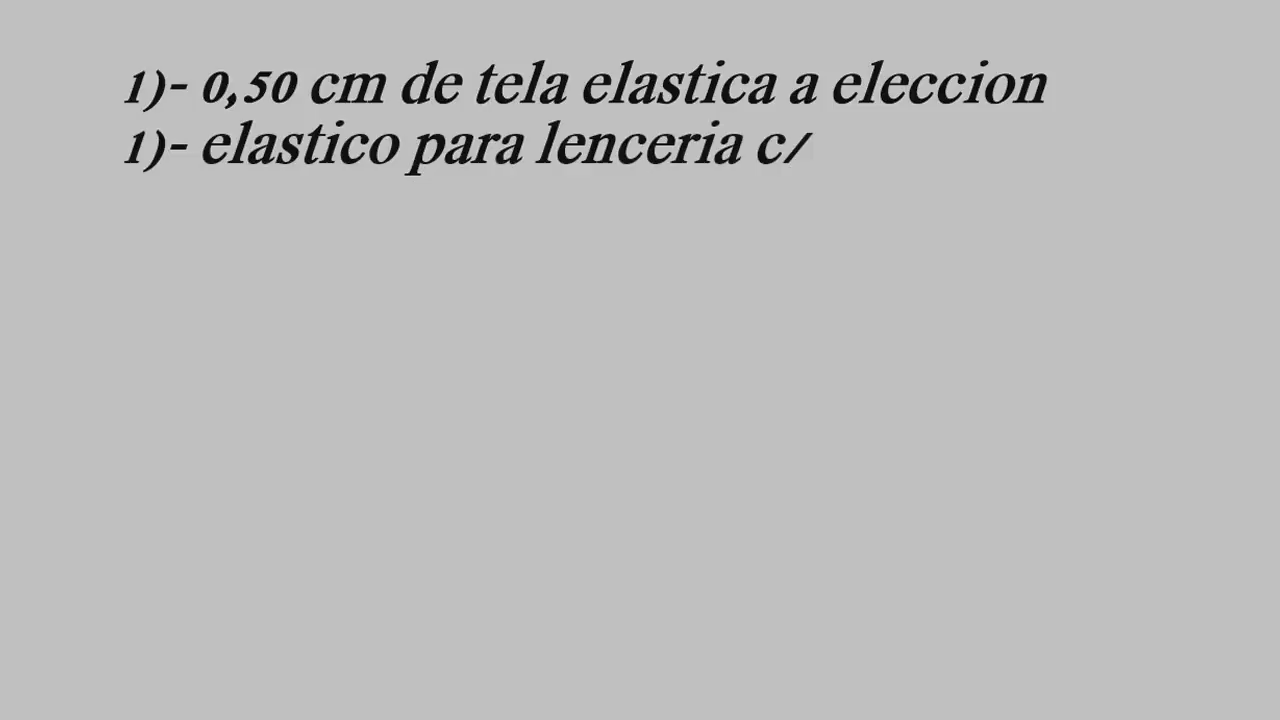 1)- 0,50 cm de tela elastica a eleccion
1)- elastico para lenceria c/